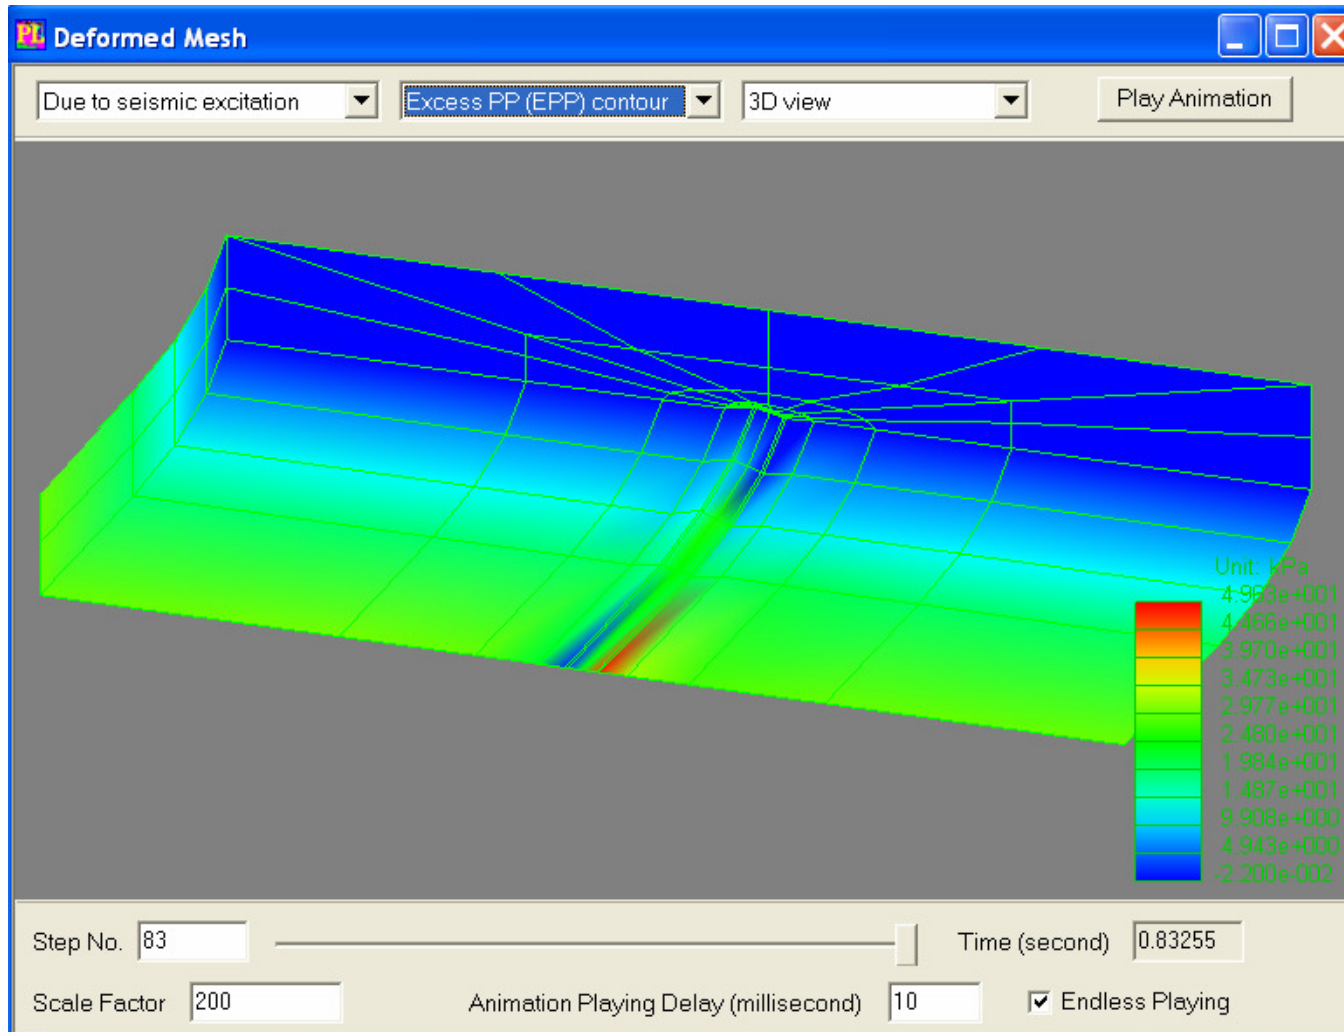 PL Deformed Mesh
Due to seismic excitation Excess PP (EPP) contour 3D view Play Animation
Unit: kPa
4.963e+001
4.466e+001
3.970e+001
3.473e+001
2.977e+001
2.480e+001
1.984e+001
1.487e+001
9.908e+000
4.943e+000
-2.200e-002
Step No. 83 Time (second) 0.83255
Scale Factor 200 Animation Playing Delay (millisecond) 10 Endless Playing